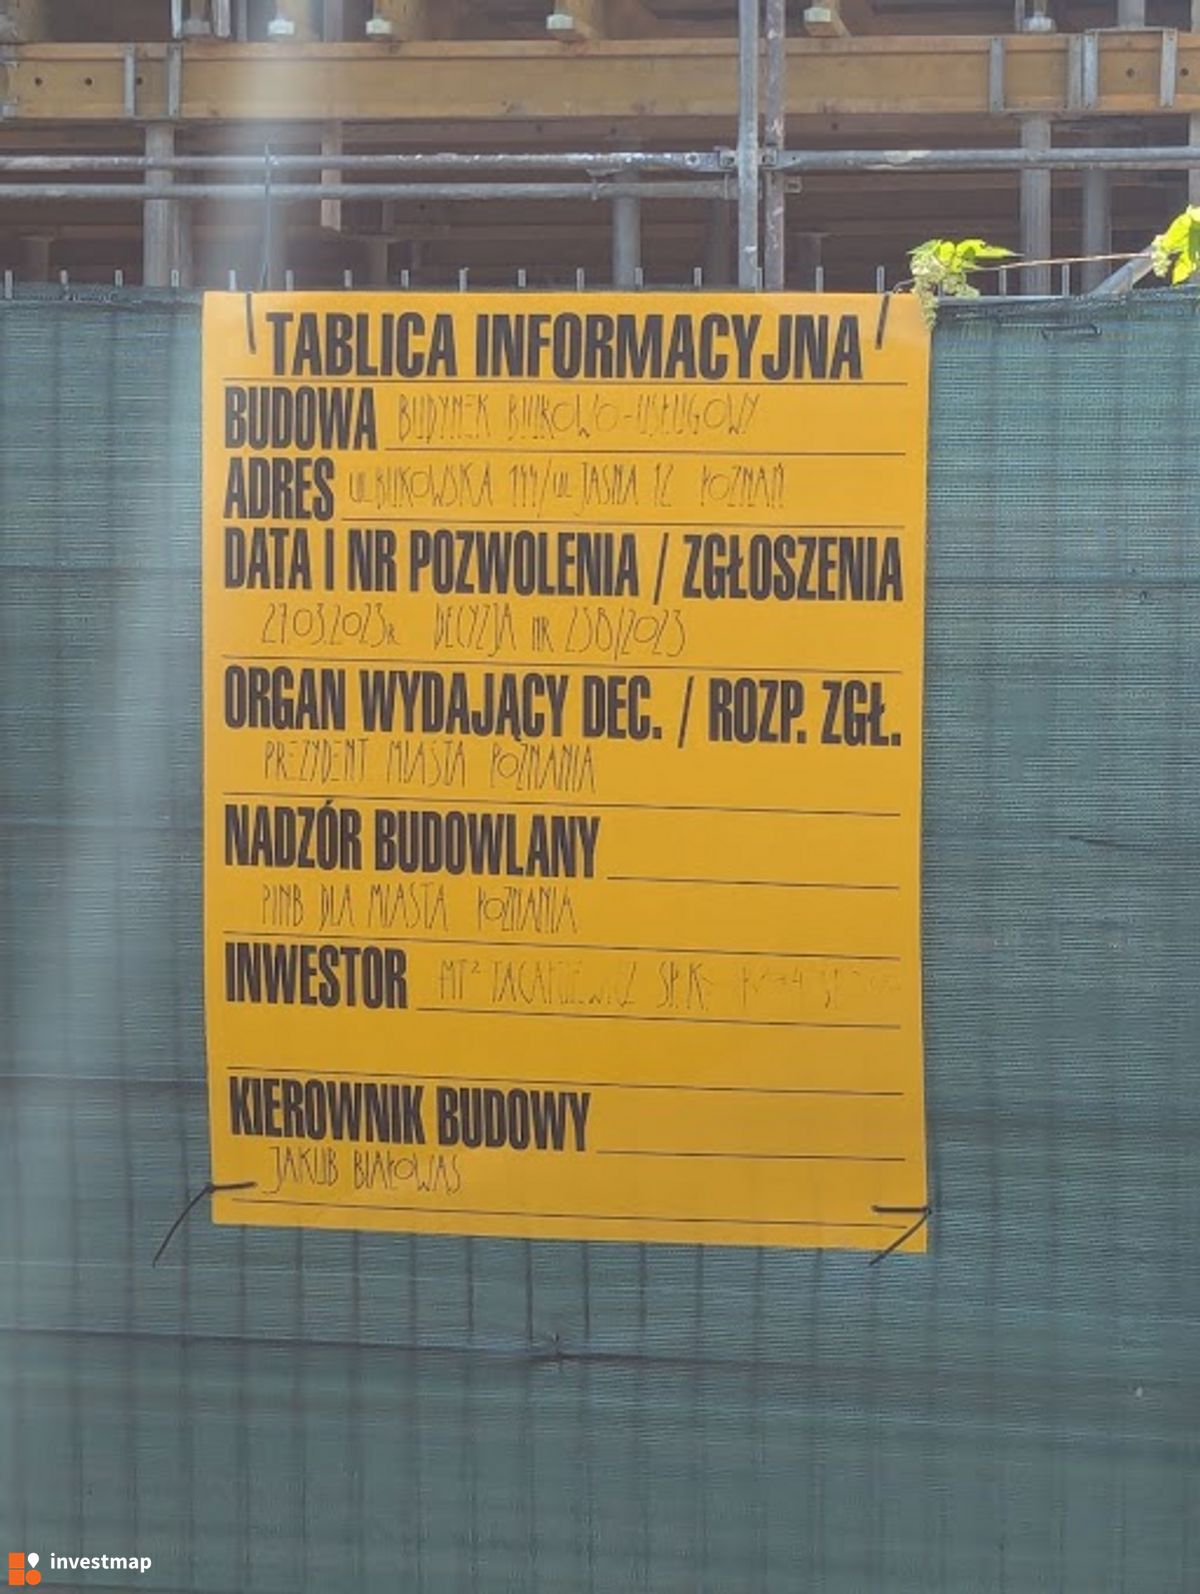 TABLICA INFORMACYJNA
BUDOWA BUDYNEK BIUROWO-USŁUGOWY
ADRES UL. BUKOWSKA 144/UL JASNA 12 POZNAŃ
DATA I NR POZWOLENIA / ZGŁOSZENIA
27.03.2023R. DECYZJA NR 238/2023
ORGAN WYDAJĄCY DEC. / ROZP. ZGŁ.
PREZYDENT MIASTA POZNANIA
NADZÓR BUDOWLANY
PINB DLA MIASTA POZNANIA
INWESTOR MT² SP.K.
KIEROWNIK BUDOWY
JAKUB BIAŁOWĄS
investmap